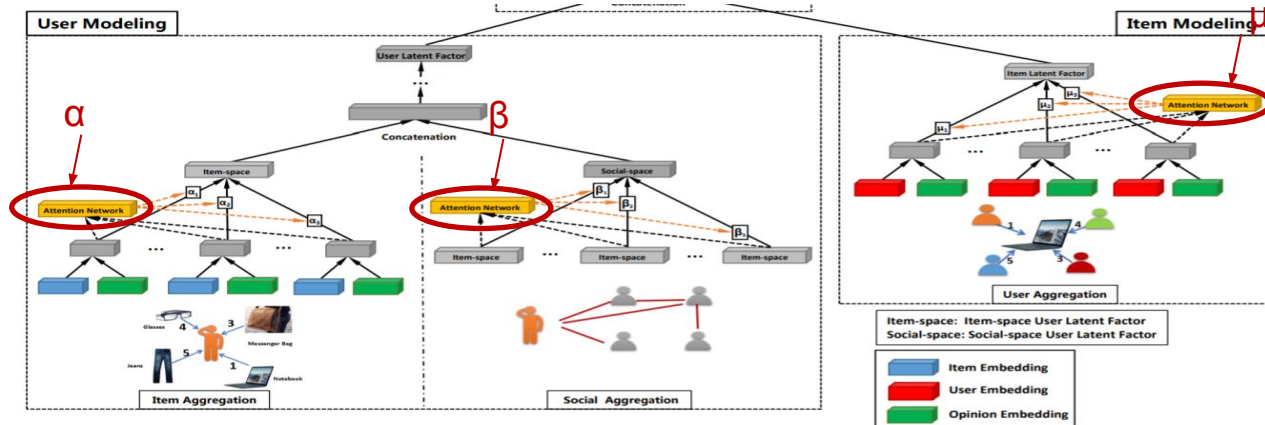 Concatenation
User Modeling
Item Modeling
μ
User Latent Factor
...
α
β
Concatenation
Item Latent Factor
μ₃
μ₂
μ₁
Attention Network
Item-space
Social-space
α₁
α₂
α₃
β₁
β₂
β₃
Attention Network
Attention Network
... ...
Item-space ... Item-space ... Item-space
... ...
Glasses
4
3
Messenger Bag
5
1
Jeans
Notebook
1
4
5
3
Item Aggregation
Social Aggregation
User Aggregation
Item-space: Item-space User Latent Factor
Social-space: Social-space User Latent Factor
Item Embedding
User Embedding
Opinion Embedding